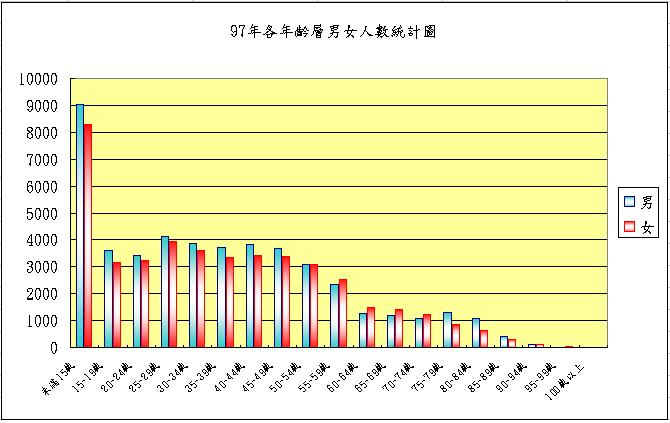 97年各年齡層男女人數統計圖
10000
9000
8000
7000
6000
5000
4000
3000
2000
1000
0
未滿15歲
15-19歲
20-24歲
25-29歲
30-34歲
35-39歲
40-44歲
45-49歲
50-54歲
55-59歲
60-64歲
65-69歲
70-74歲
75-79歲
80-84歲
85-89歲
90-94歲
95-99歲
100歲以上
男
女